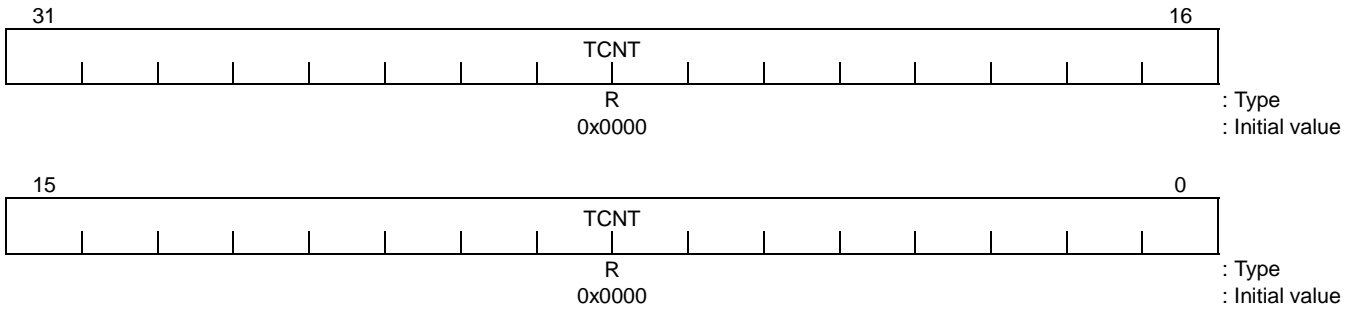 31 16
TCNT
R : Type
0x0000 : Initial value
15 0
TCNT
R : Type
0x0000 : Initial value